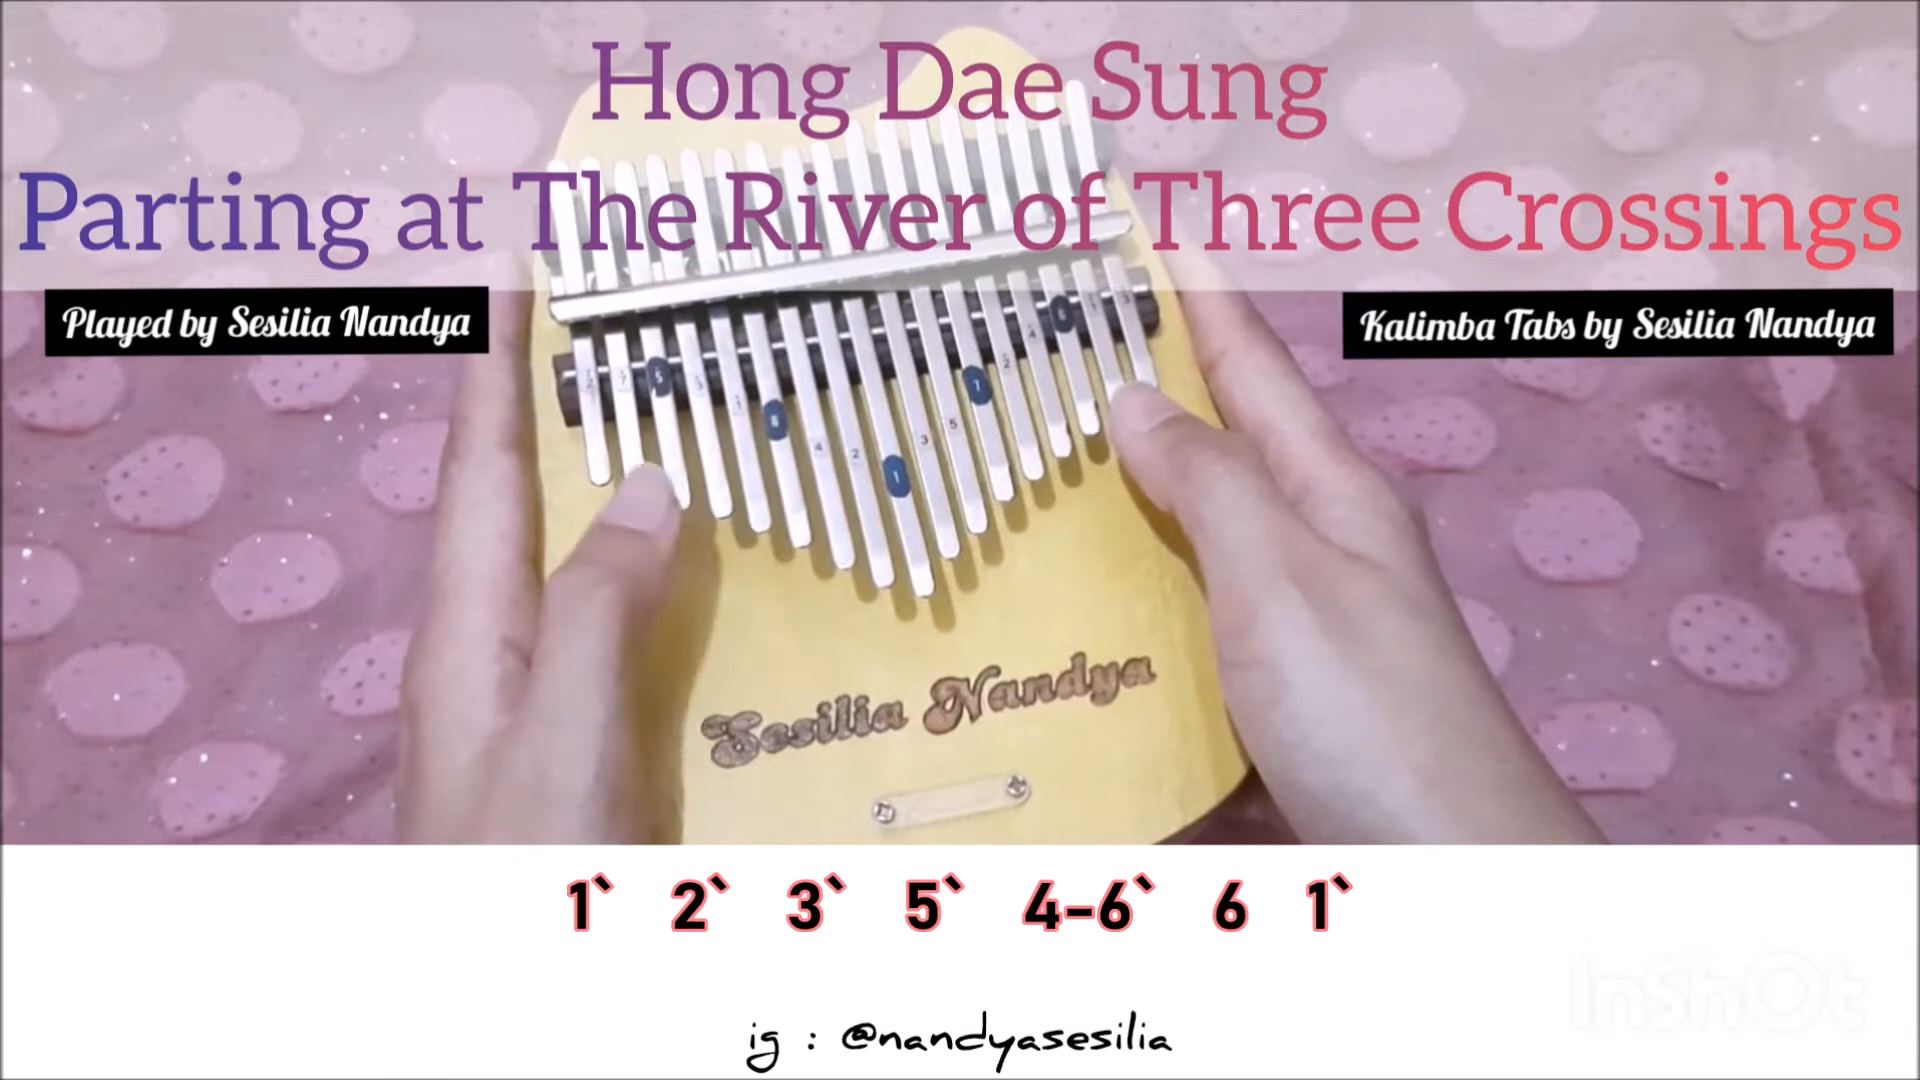 Hong Dae Sung
Parting at The River of Three Crossings
Played by Sesilia Nandya
Kalimba Tabs by Sesilia Nandya
Sesilia Nandya
1` 2` 3` 5` 4-6` 6 1`
InShOt
ig : @nandyasesilia